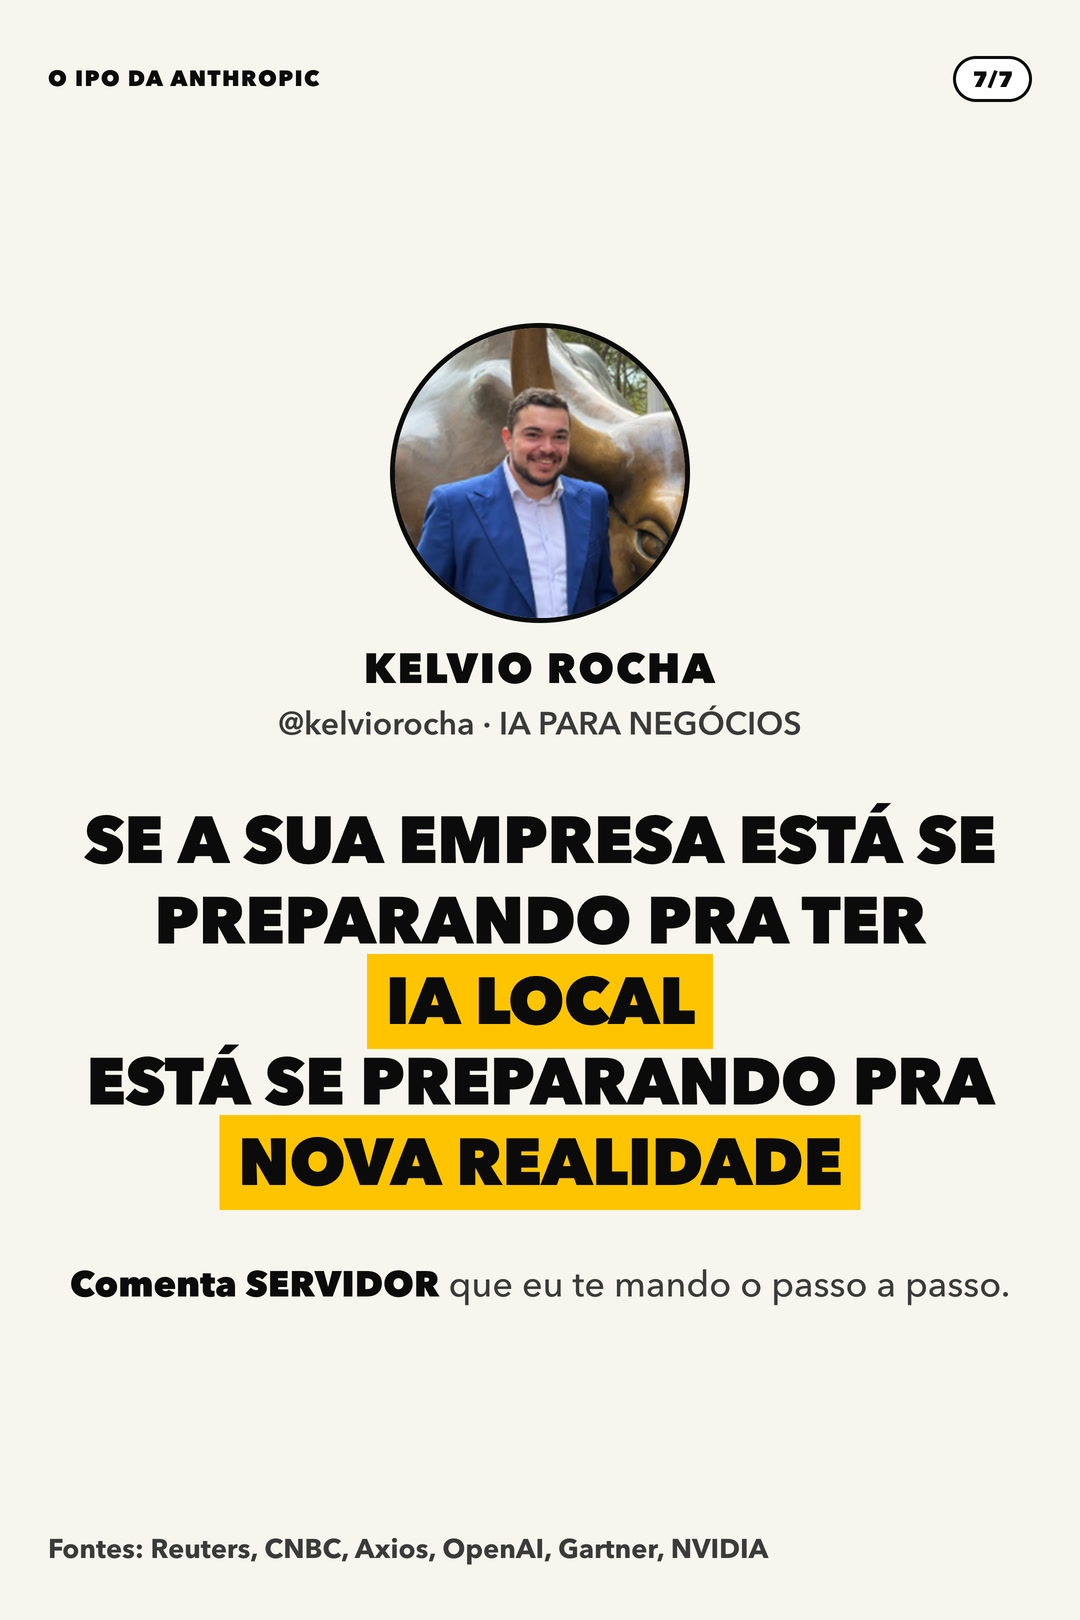 O IPO DA ANTHROPIC
7/7
KELVIO ROCHA
@kelviorocha · IA PARA NEGÓCIOS
SE A SUA EMPRESA ESTÁ SE
PREPARANDO PRA TER
IA LOCAL
ESTÁ SE PREPARANDO PRA
NOVA REALIDADE
Comenta SERVIDOR que eu te mando o passo a passo.
Fontes: Reuters, CNBC, Axios, OpenAI, Gartner, NVIDIA